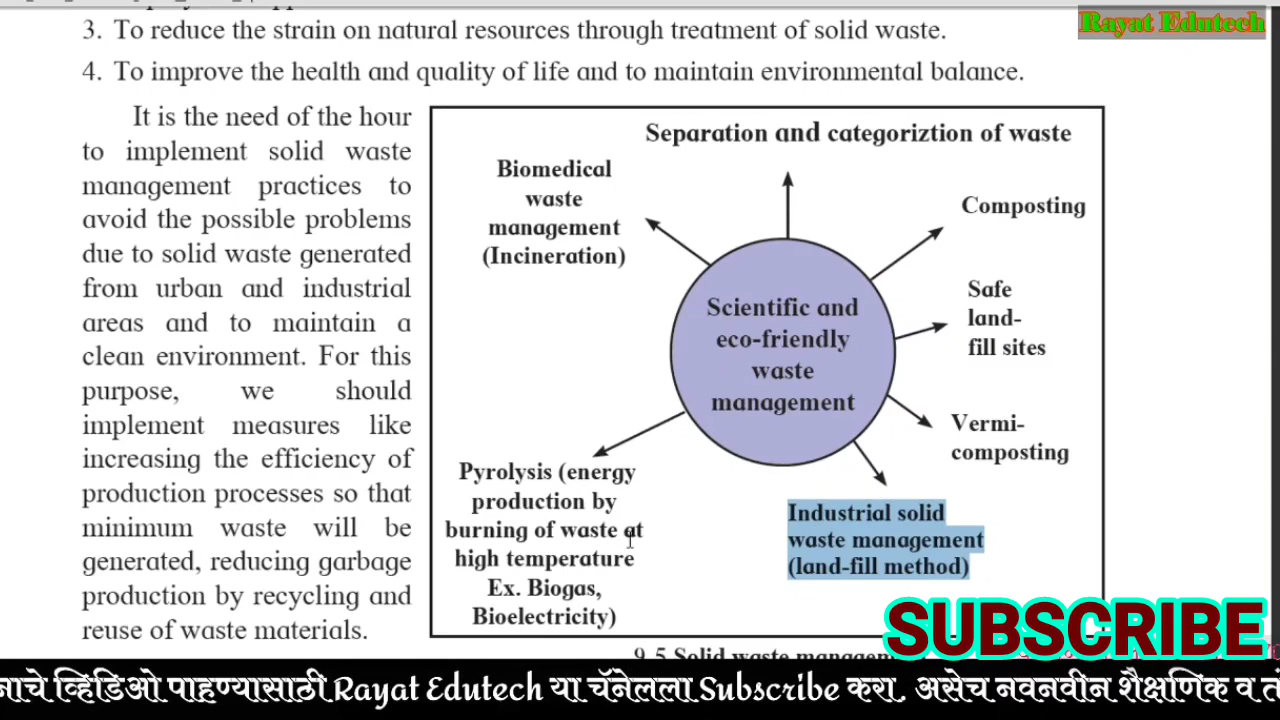 Rayat Edutech
3. To reduce the strain on natural resources through treatment of solid waste.
4. To improve the health and quality of life and to maintain environmental balance.
It is the need of the hour
to implement solid waste
management practices to
avoid the possible problems
due to solid waste generated
from urban and industrial
areas and to maintain a
clean environment. For this
purpose, we should
implement measures like
increasing the efficiency of
production processes so that
minimum waste will be
generated, reducing garbage
production by recycling and
reuse of waste materials.
Separation and categoriztion of waste
Biomedical
waste
management
(Incineration)
Composting
Safe
land-
fill sites
Scientific and
eco-friendly
waste
management
Vermi-
composting
Pyrolysis (energy
production by
burning of waste at
high temperature
Ex. Biogas,
Bioelectricity)
Industrial solid
waste management
(land-fill method)
SUBSCRIBE
9.5 Solid waste
नाचे व्हिडिओ पाहण्यासाठी Rayat Edutech या चॅनेलला Subscribe करा. असेच नवनवीन शैक्षणिक व